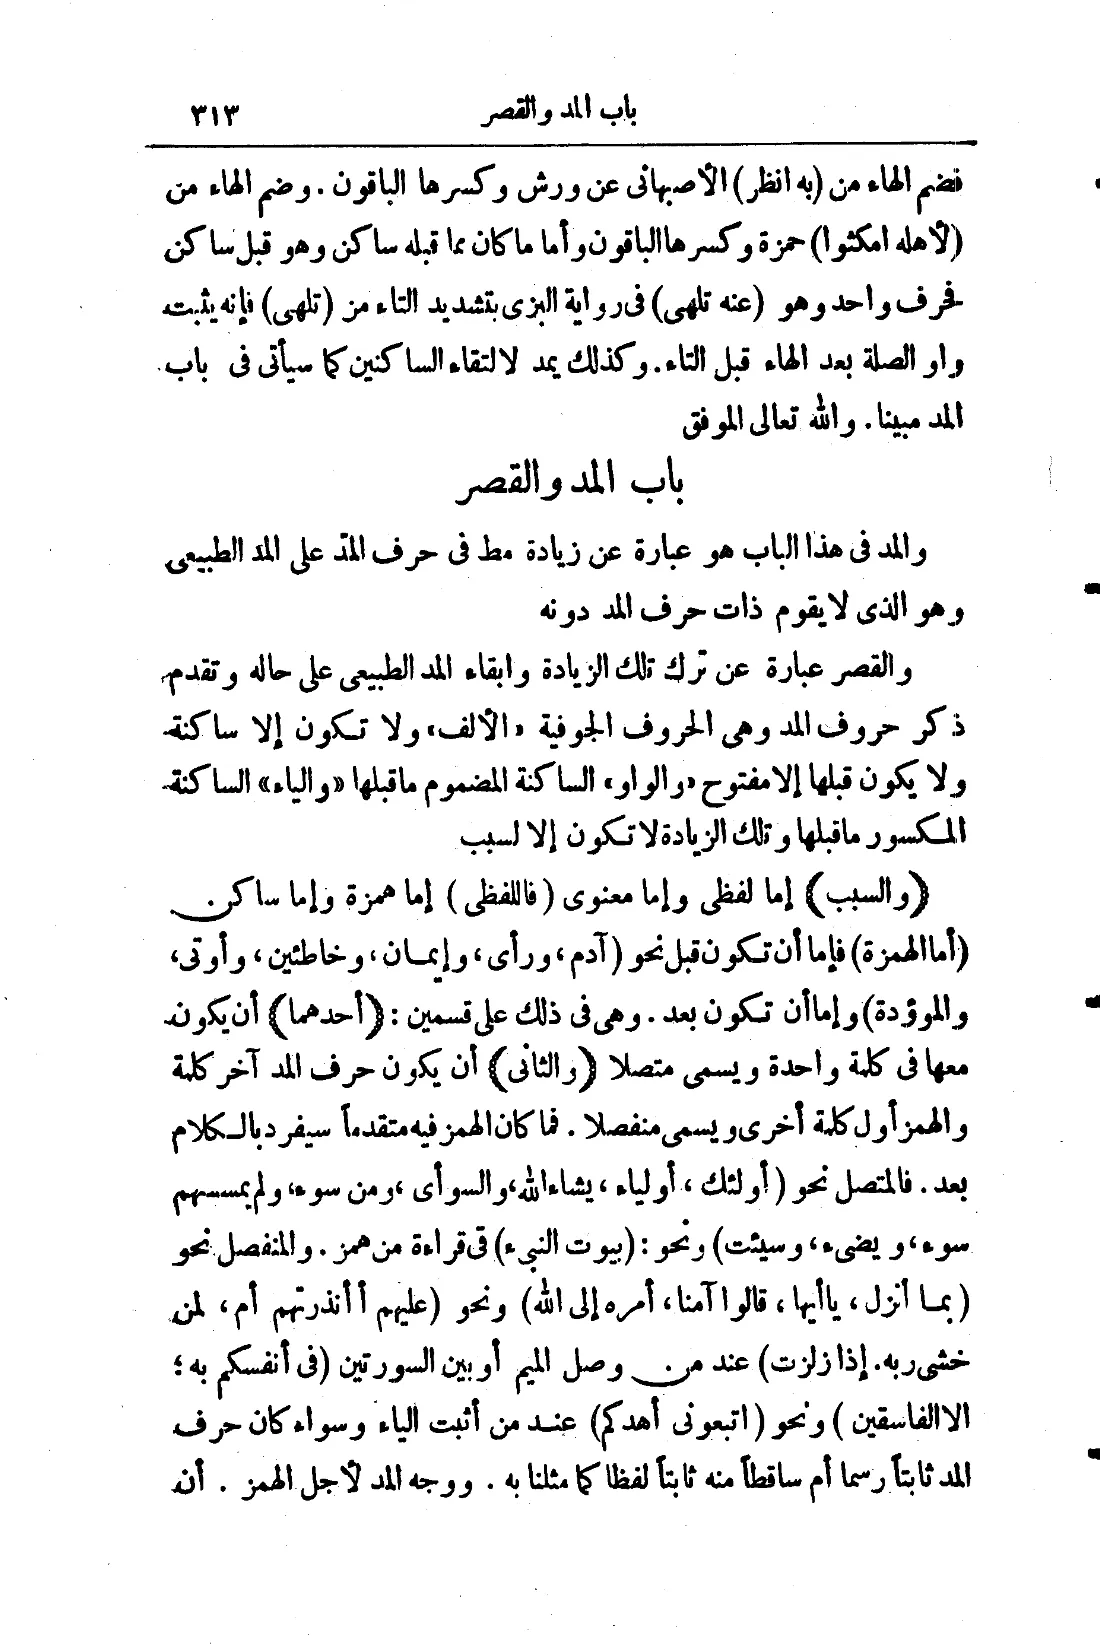 باب المد والقصر ٣١٣
فضم الهاء من (به انظر) الأصبهانى عن ورش وكسرها الباقون. وضم الهاء من
(لأهله امكثوا) حمزة وكسرها الباقون وأما ما كان مما قبله ساكن وهو قبل ساكن
فحرف واحد وهو (عنه تلهى) فى رواية البزى بتشديد التاء من (تلهى) فإنه يثبت
واو الصلة بعد الهاء قبل التاء. وكذلك يمد لالتقاء الساكنين كما سيأتى فى باب
المد مبينا. والله تعالى الموفق
باب المد والقصر
والمد فى هذا الباب هو عبارة عن زيادة مط فى حرف المدّ على المد الطبيعى
وهو الذى لا يقوم ذات حرف المد دونه
والقصر عبارة عن ترك تلك الزيادة وابقاء المد الطبيعى على حاله وتقدم
ذكر حروف المد وهى الحروف الجوفية «الألف» ولا تكون إلا ساكنة
ولا يكون قبلها إلا مفتوح «والواو» الساكنة المضموم ما قبلها «والياء» الساكنة
المكسور ما قبلها وتلك الزيادة لا تكون إلا لسبب
(والسبب) إما لفظى وإما معنوى (فاللفظى) إما همزة وإما ساكن
(أما الهمزة) فإما أن تكون قبل نحو (آدم، ورأى، وإيمان، وخاطئين، وأوتى،
والموؤدة) وإما أن تكون بعد. وهى فى ذلك على قسمين: (أحدهما) أن يكون
معها فى كلمة واحدة ويسمى متصلا (والثانى) أن يكون حرف المد آخر كلمة
والهمز أول كلمة أخرى ويسمى منفصلا. فما كان الهمز فيه متقدماً سيفرد بالكلام
بعد. فالمتصل نحو (أولئك، أولياء، يشاء الله، والسوأى، ومن سوء، ولم يمسسهم
سوء، ويضىء، وسيئت) ونحو: (بيوت النبىء) فى قراءة من همز. والمنفصل نحو
(بما أنزل، ياأيها، قالوا آمنا، أمره إلى الله) ونحو (عليهم أأنذرتهم أم، لمن
خشى ربه. إذا زلزت) عند من وصل الميم أو بين السورتين (فى أنفسكم به؛
الا الفاسقين) ونحو (اتبعونى أهدكم) عند من أثبت الياء وسواء كان حرف
المد ثابتاً رسما أم ساقطاً منه ثابتاً لفظا كما مثلنا به. ووجه المد لأجل الهمز. أن